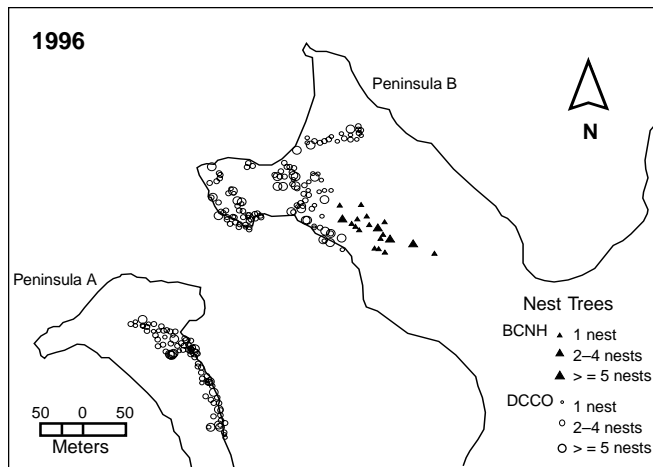 1996
Peninsula B
N
Peninsula A
Nest Trees
BCNH 1 nest
2–4 nests
> = 5 nests
DCCO 1 nest
2–4 nests
> = 5 nests
50 0 50
Meters